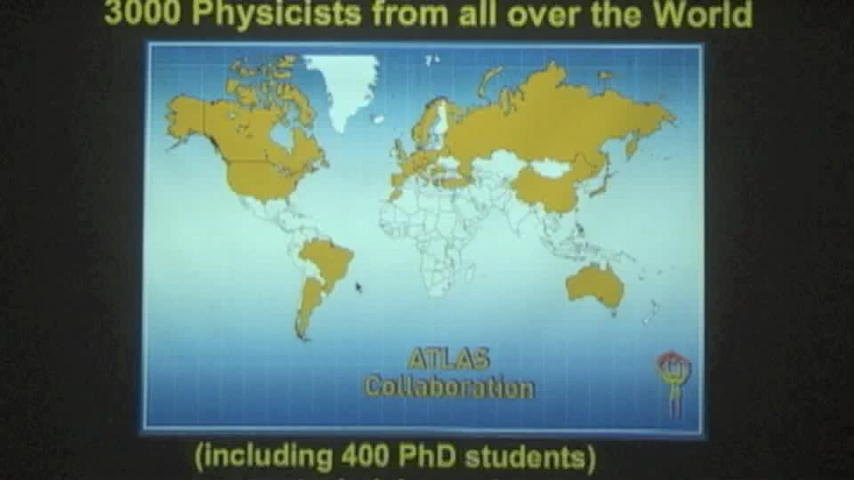 3000 Physicists from all over the World
ATLAS
Collaboration
(including 400 PhD students)